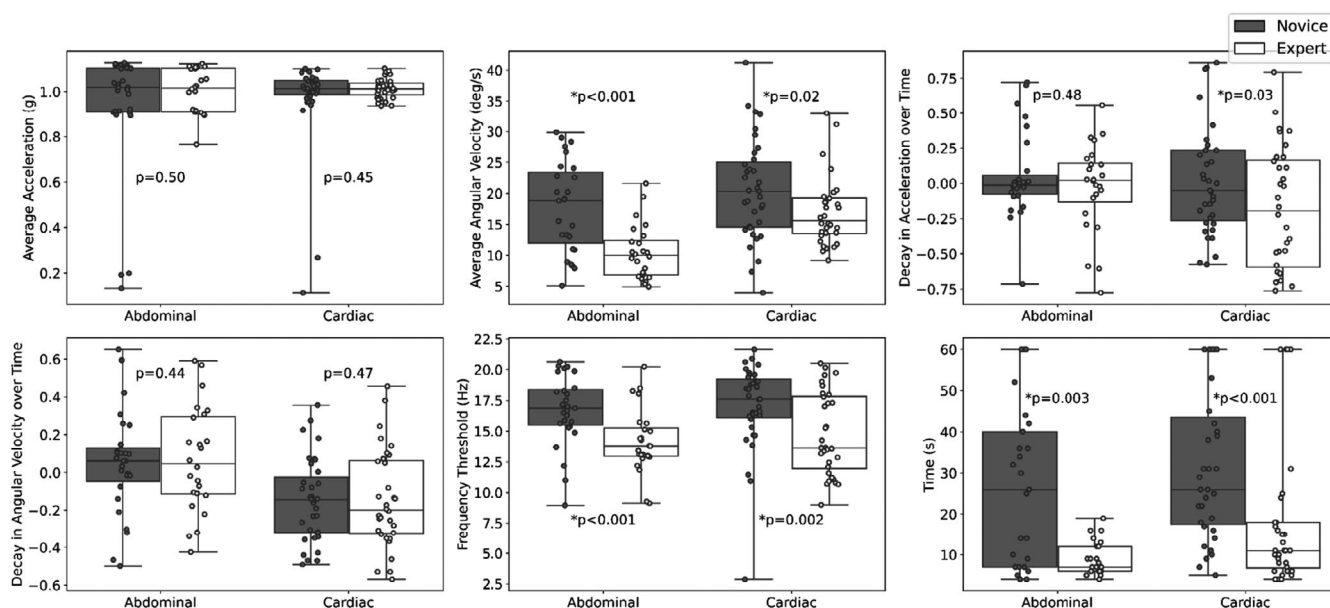 Novice
Expert
Average Acceleration (g)
1.0
0.8
0.6
0.4
0.2
p=0.50
p=0.45
Abdominal
Cardiac
Average Angular Velocity (deg/s)
40
35
30
25
20
15
10
5
*p<0.001
*p=0.02
Abdominal
Cardiac
Decay in Acceleration over Time
0.75
0.50
0.25
0.00
−0.25
−0.50
−0.75
p=0.48
*p=0.03
Abdominal
Cardiac
Decay in Angular Velocity over Time
0.6
0.4
0.2
0.0
−0.2
−0.4
−0.6
p=0.44
p=0.47
Abdominal
Cardiac
Frequency Threshold (Hz)
22.5
20.0
17.5
15.0
12.5
10.0
7.5
5.0
2.5
*p<0.001
*p=0.002
Abdominal
Cardiac
Time (s)
60
50
40
30
20
10
*p=0.003
*p<0.001
Abdominal
Cardiac